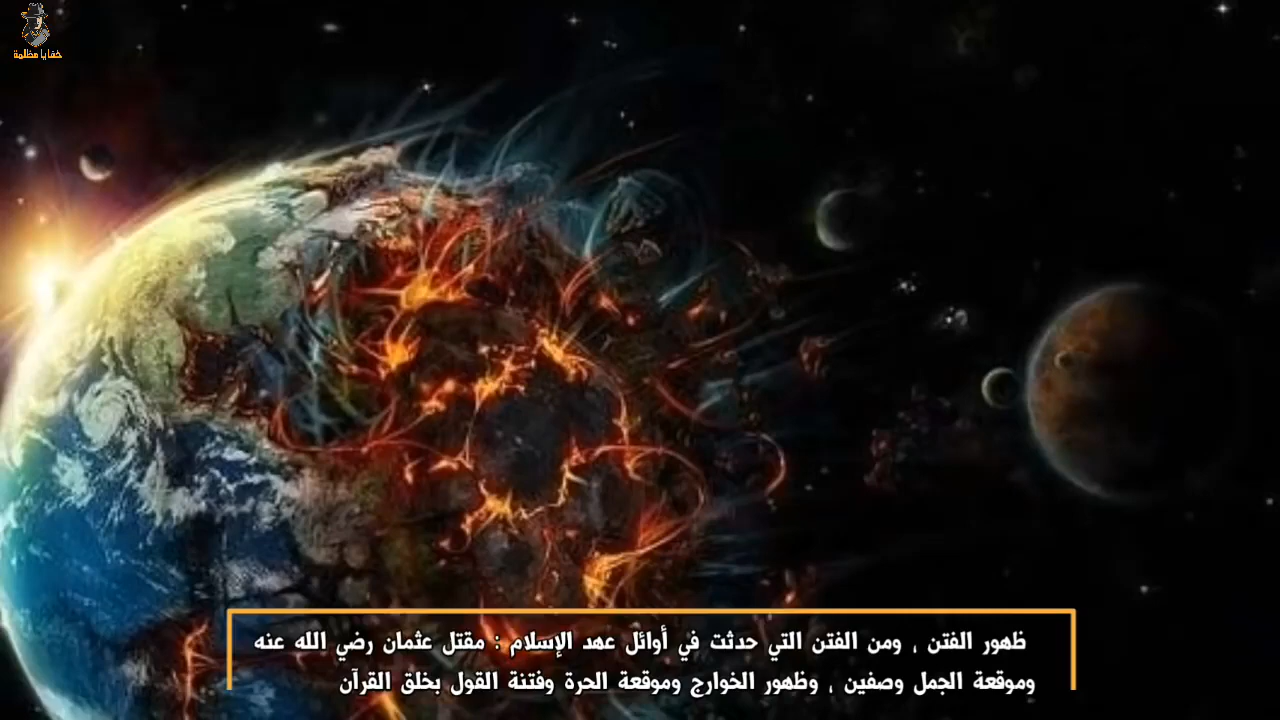 خفايا مظلمة
ظهور الفتن ، ومن الفتن التي حدثت في أوائل عهد الإسلام : مقتل عثمان رضي الله عنه
وموقعة الجمل وصفين ، وظهور الخوارج وموقعة الحرة وفتنة القول بخلق القرآن